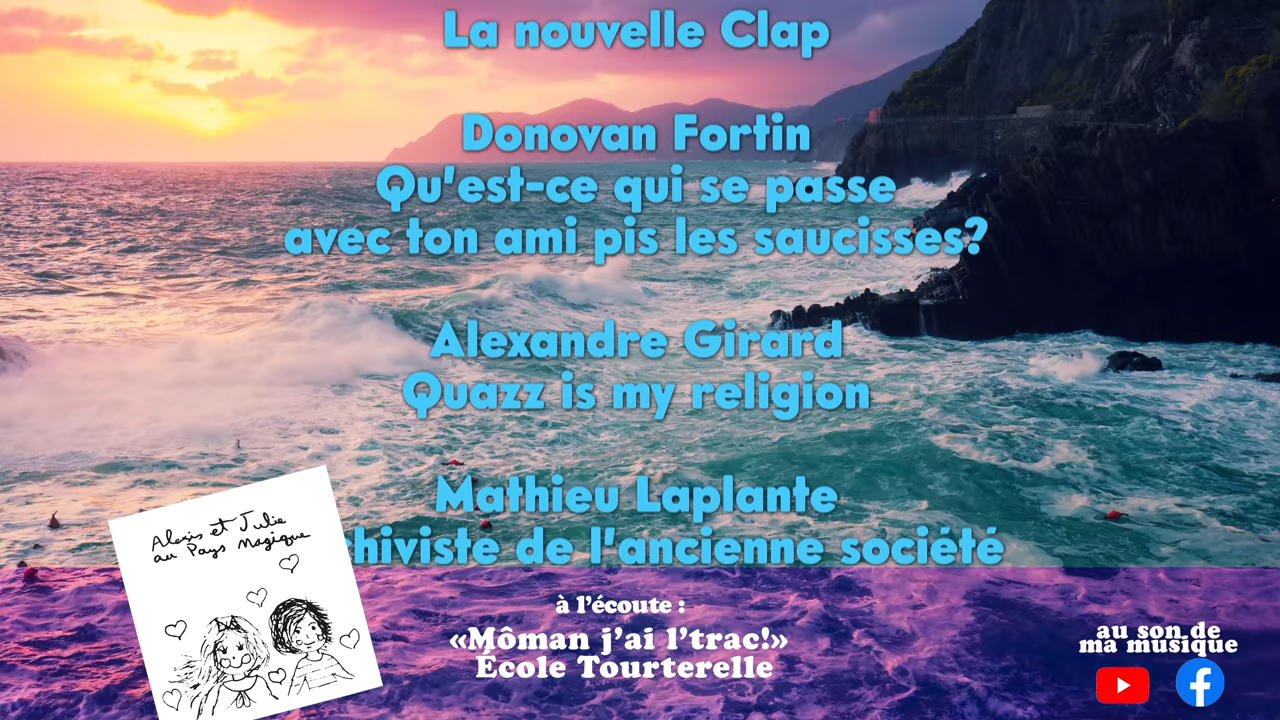 La nouvelle Clap
Donovan Fortin
Qu'est-ce qui se passe
avec ton ami pis les saucisses?
Alexandre Girard
Quazz is my religion
Mathieu Laplante
de l'ancienne société
Alexis et Julie
au Pays Magique
à l'écoute :
«Môman j'ai l'trac!»
École Tourterelle
au son de
ma musique